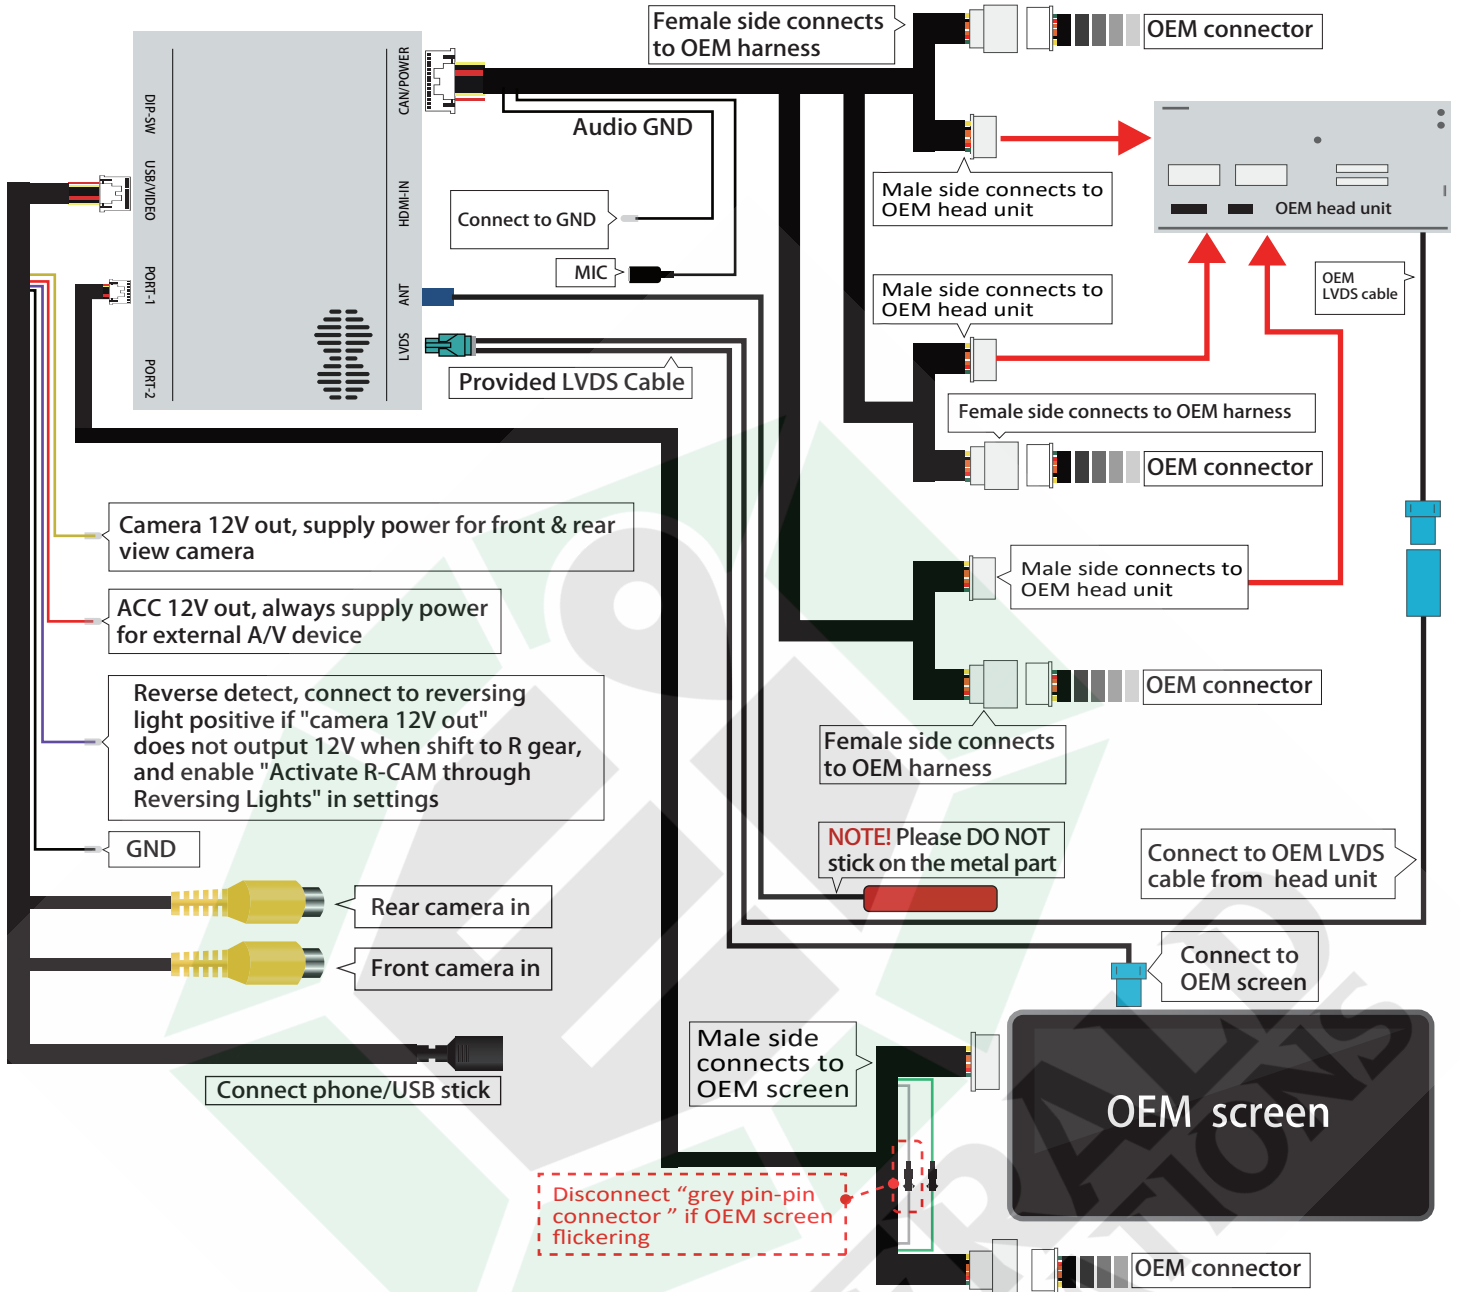 Female side connects
to OEM harness
OEM connector
DIP-SW
USB/VIDEO
PORT-1
PORT-2
CAN/POWER
HDMI-IN
ANT
LVDS
Audio GND
Connect to GND
MIC
Provided LVDS Cable
Male side connects to
OEM head unit
OEM head unit
OEM
LVDS cable
Male side connects to
OEM head unit
Female side connects to OEM harness
OEM connector
Camera 12V out, supply power for front & rear
view camera
ACC 12V out, always supply power
for external A/V device
Reverse detect, connect to reversing
light positive if "camera 12V out"
does not output 12V when shift to R gear,
and enable "Activate R-CAM through
Reversing Lights" in settings
GND
Rear camera in
Front camera in
Connect phone/USB stick
Male side connects to
OEM head unit
OEM connector
Female side connects
to OEM harness
NOTE! Please DO NOT
stick on the metal part
Connect to OEM LVDS
cable from head unit
Connect to
OEM screen
Male side
connects to
OEM screen
OEM screen
Disconnect “grey pin-pin
connector ” if OEM screen
flickering
OEM connector